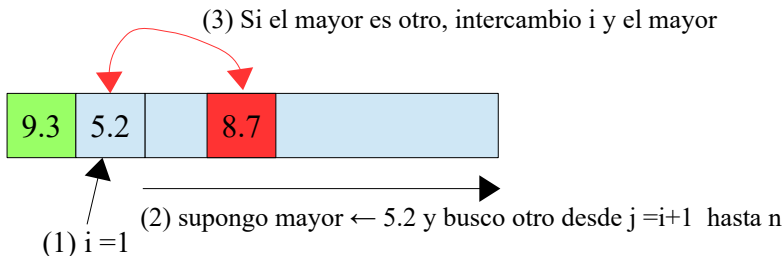 (3) Si el mayor es otro, intercambio i y el mayor
9.3 5.2 8.7
(2) supongo mayor ← 5.2 y busco otro desde j =i+1 hasta n
(1) i =1